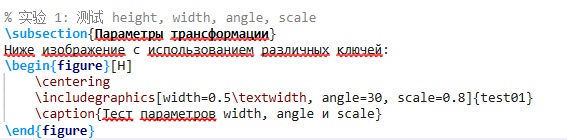 % 实验 1: 测试 height, width, angle, scale
\subsection{Параметры трансформации}
Ниже изображение с использованием различных ключей:
\begin{figure}[H]
\centering
\includegraphics[width=0.5\textwidth, angle=30, scale=0.8]{test01}
\caption{Тест параметров width, angle и scale}
\end{figure}